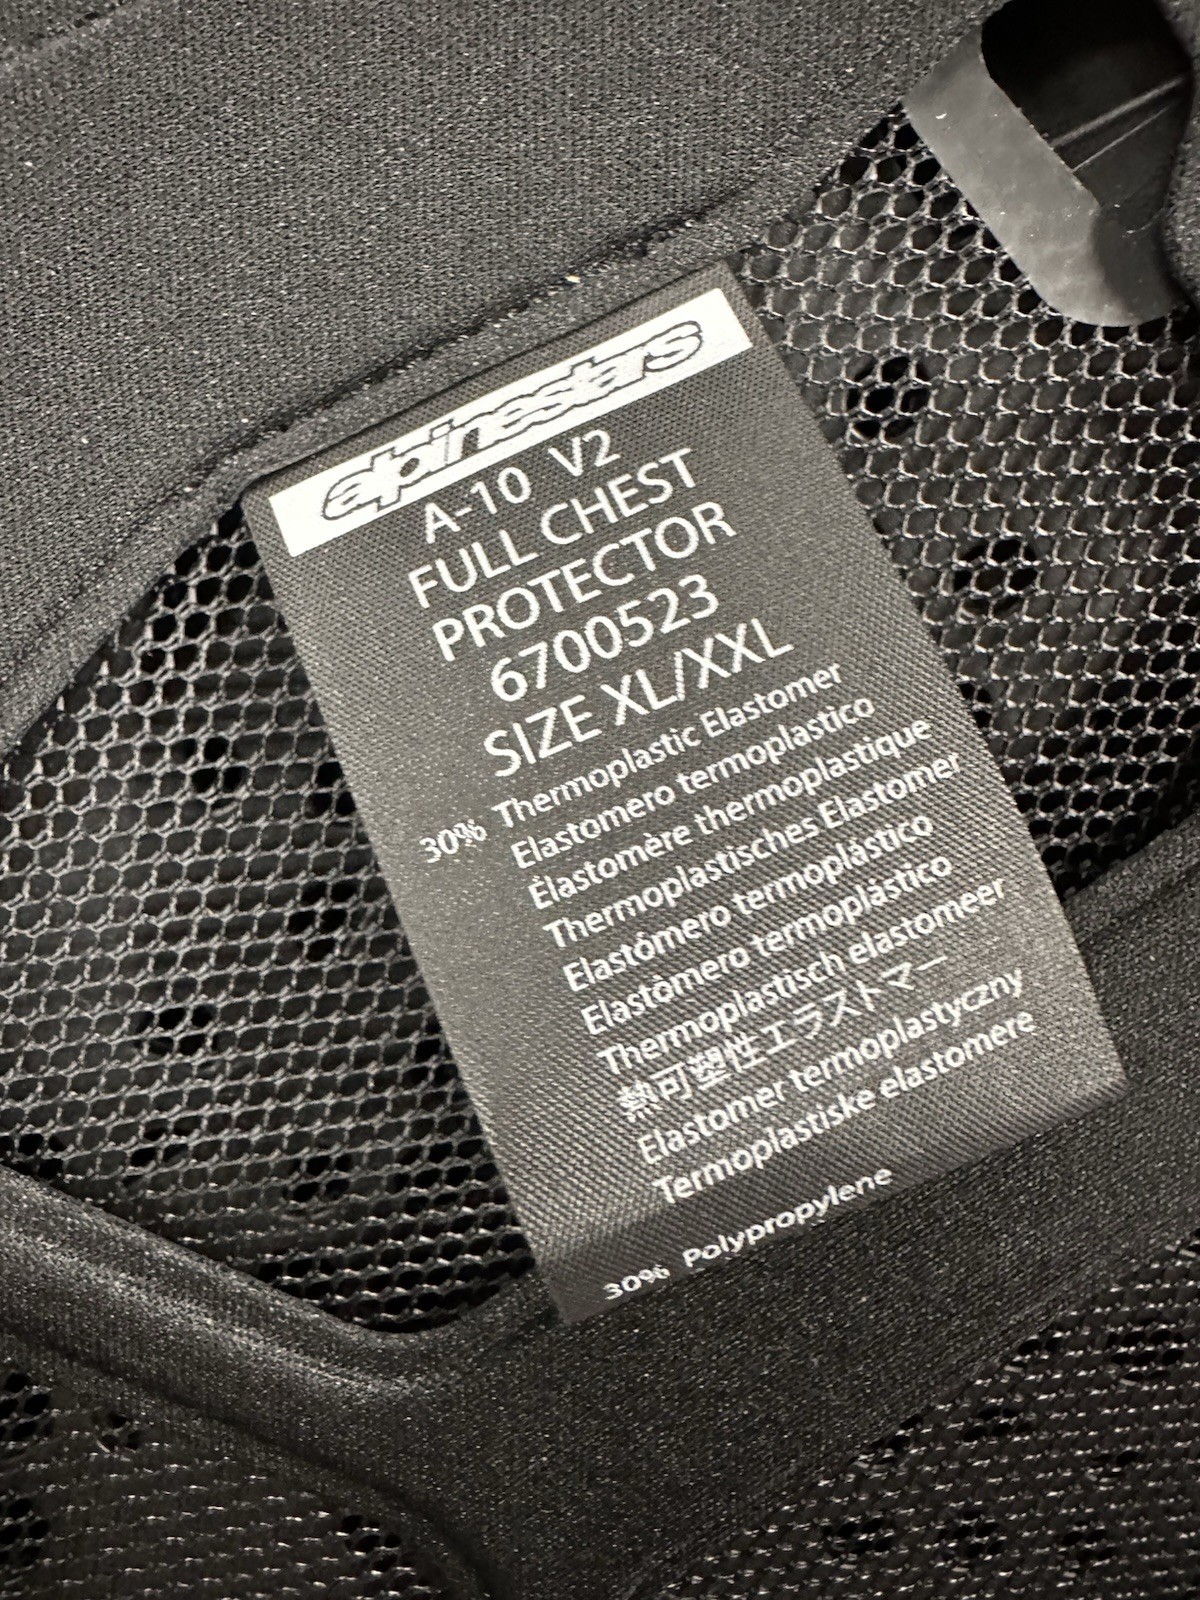 alpinestars
A-10 V2
FULL CHEST
PROTECTOR
6700523
SIZE XL/XXL
30% Thermoplastic Elastomer
Elastomero termoplastico
Élastomère thermoplastique
Thermoplastisches Elastomer
Elastómero termoplástico
Elastômero termoplástico
Thermoplastisch elastomeer
熱可塑性エラストマー
Elastomer termoplastyczny
Termoplastiske elastomere
30% Polypropylene